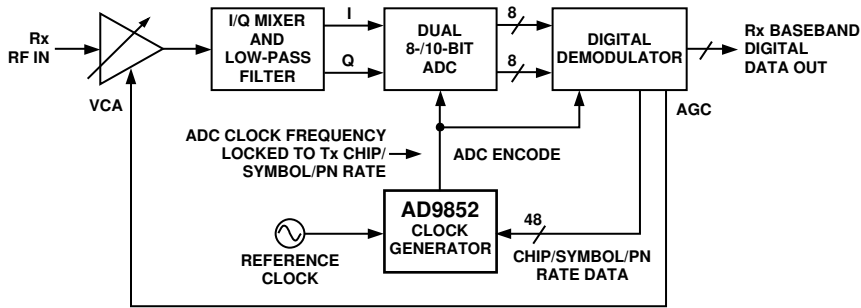 Rx
RF IN
VCA
I/Q MIXER
AND
LOW-PASS
FILTER
I
Q
DUAL
8-/10-BIT
ADC
8
8
DIGITAL
DEMODULATOR
Rx BASEBAND
DIGITAL
DATA OUT
AGC
ADC CLOCK FREQUENCY
LOCKED TO Tx CHIP/
SYMBOL/PN RATE
ADC ENCODE
REFERENCE
CLOCK
AD9852
CLOCK
GENERATOR
48
CHIP/SYMBOL/PN
RATE DATA